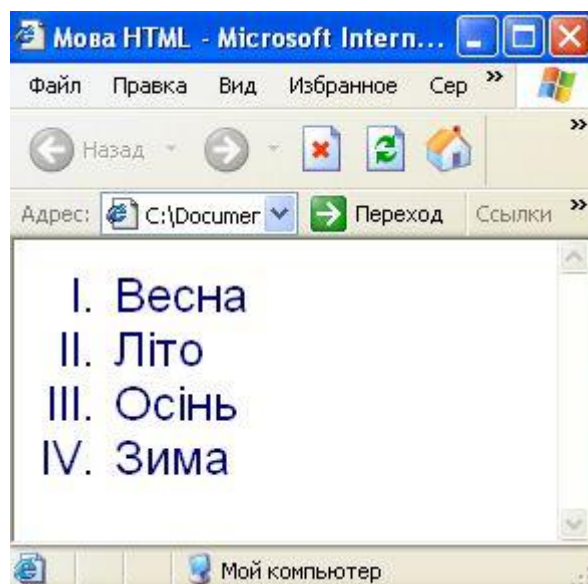 Мова HTML - Microsoft Intern...
Файл Правка Вид Избранное Сер »
Назад »
Адрес: C:\Documer Переход Ссылки »
I. Весна
II. Літо
III. Осінь
IV. Зима
Мой компьютер